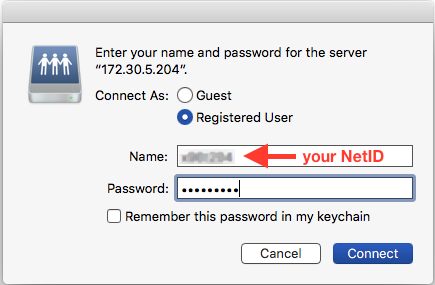 Enter your name and password for the server
“172.30.5.204”.
Connect As: Guest
Registered User
Name: your NetID
Password: •••••••••
Remember this password in my keychain
Cancel Connect